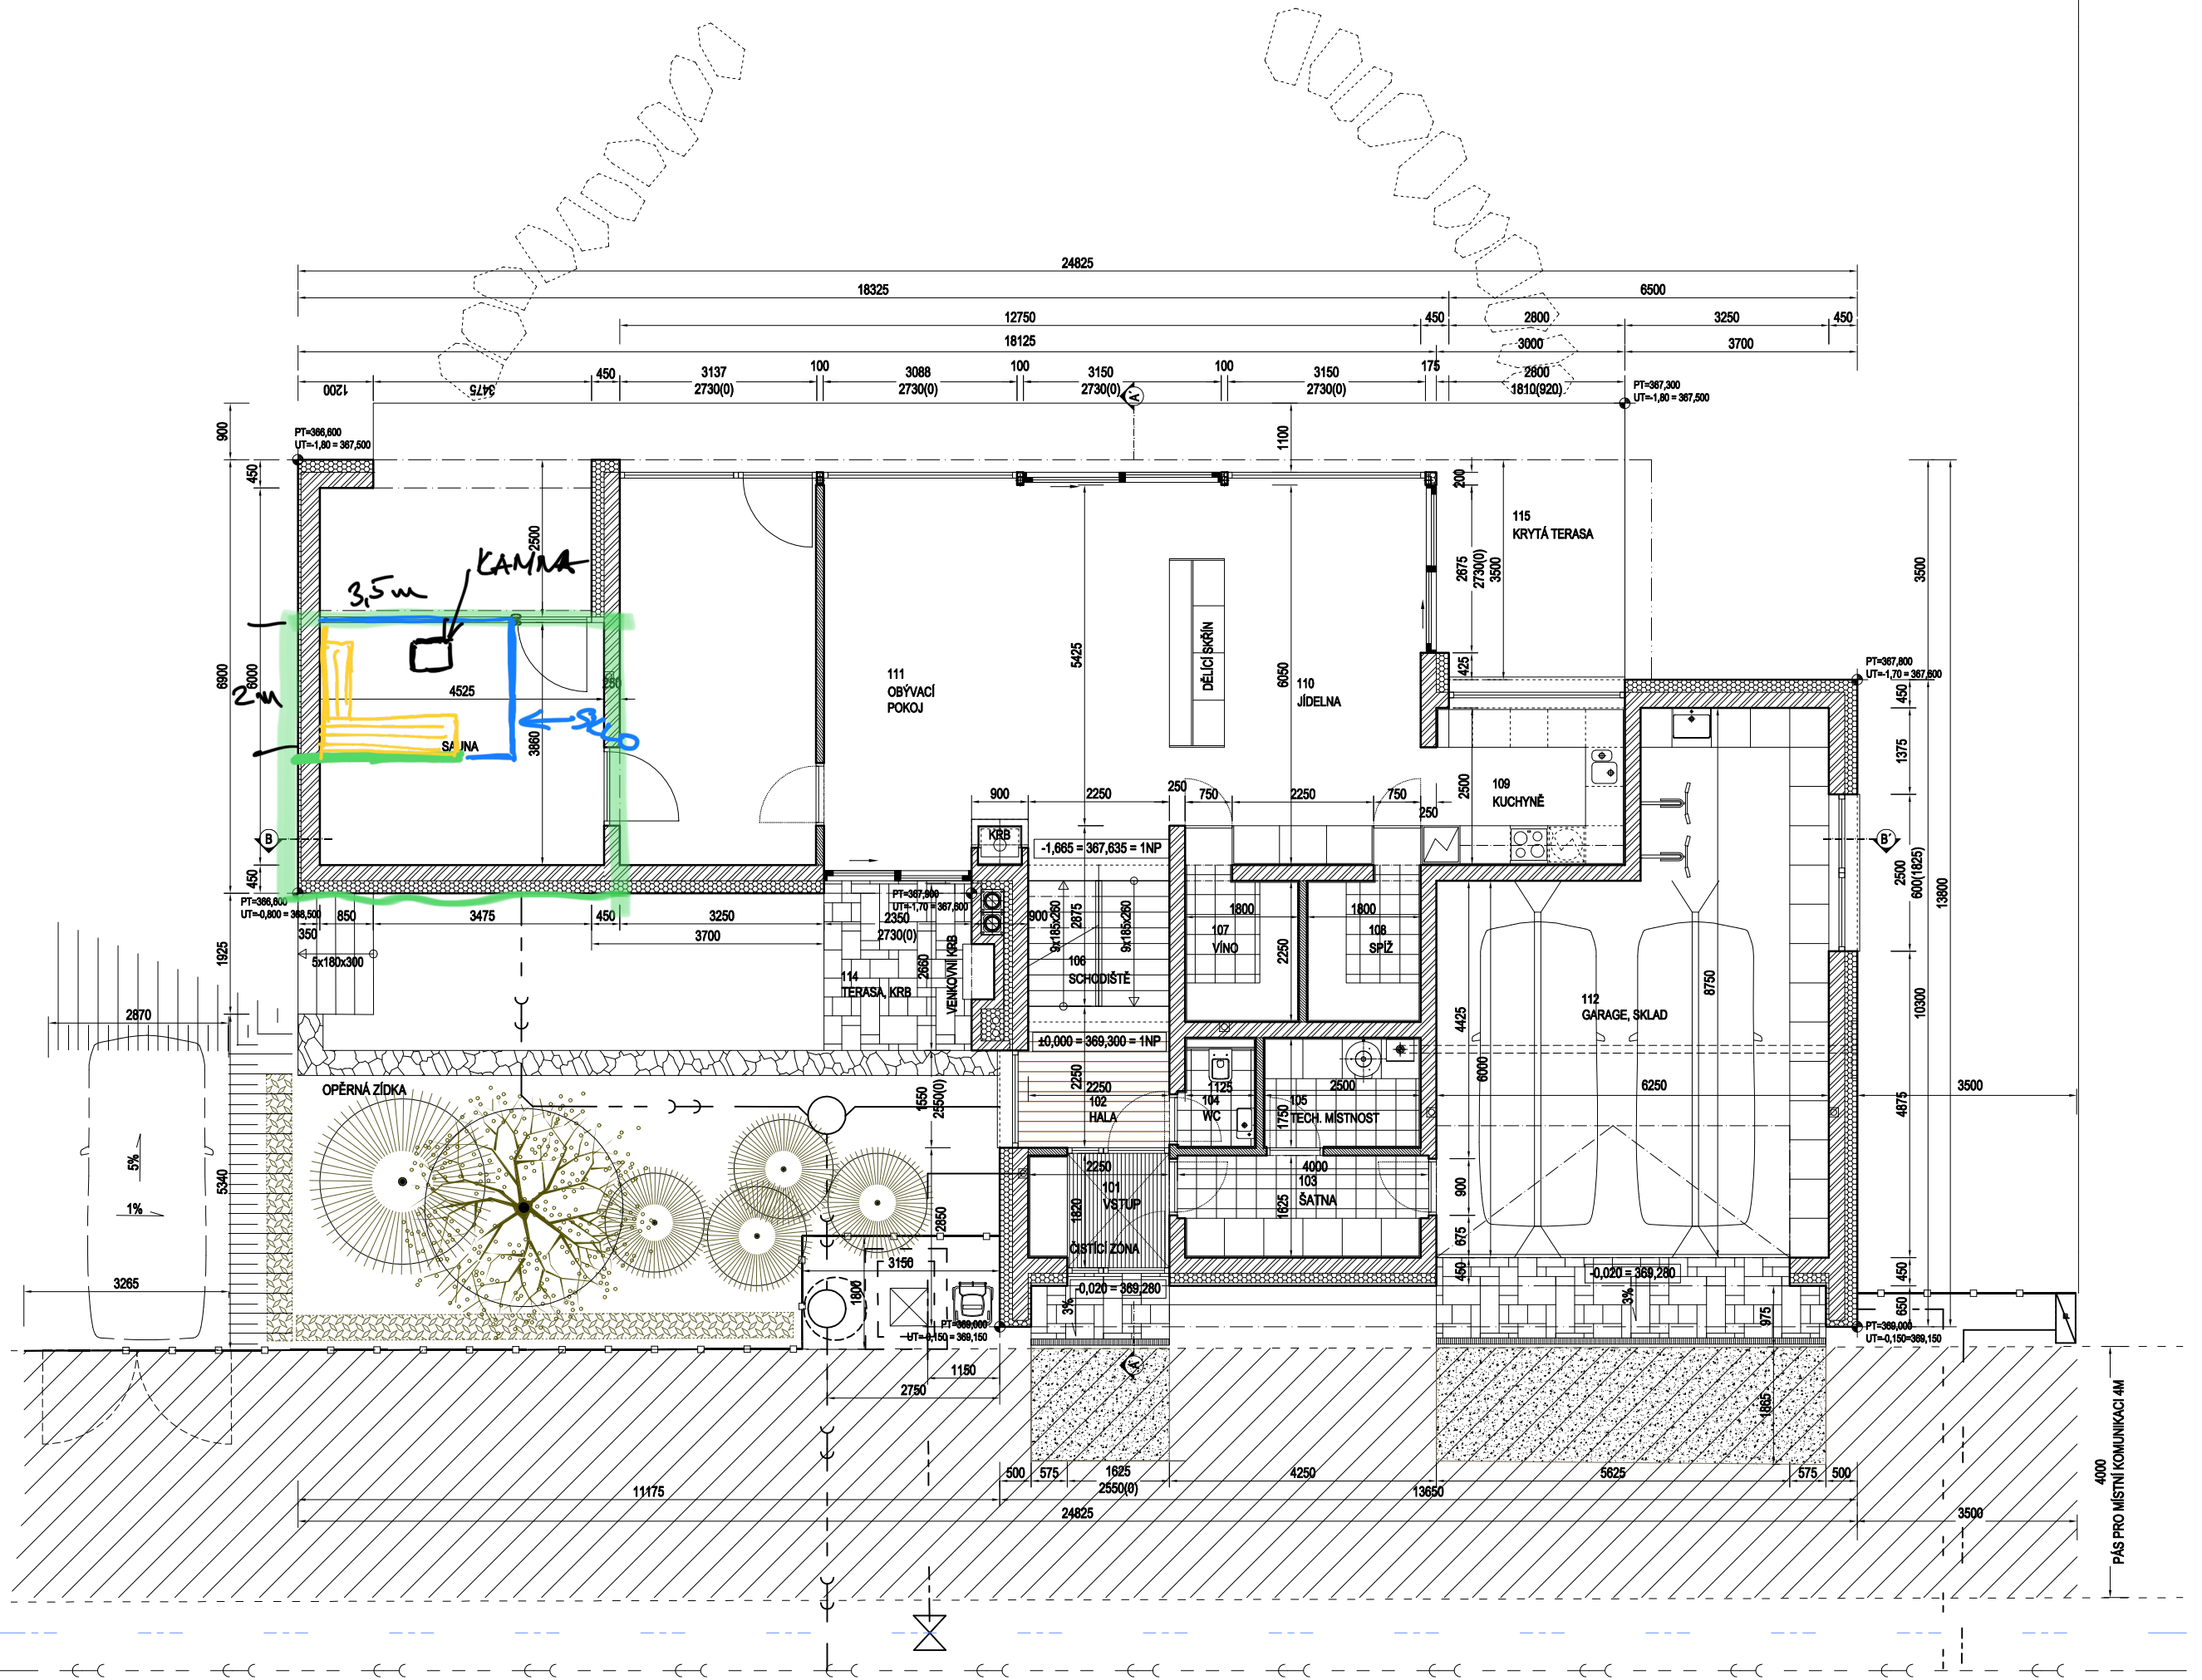 24825
18325
6500
12750
450
2800
3250
450
18125
3000
3700
1200
3475
450
3137
2730(0)
100
3088
2730(0)
100
3150
2730(0)
100
3150
2730(0)
175
2800
1810(920)
PT=367,300
UT=-1,80 = 367,500
A'
900
1100
PT=366,600
UT=-1,80 = 367,500
450
200
115
KRYTÁ TERASA
2500
KAMNA
3,5m
2675
2730(0)
3500
3500
6900
6000
2m
4525
250
SKLO
SAUNA
3860
111
OBÝVACÍ
POKOJ
5425
DĚLÍCÍ SKŘÍN
6050
110
JÍDELNA
425
PT=367,800
UT=-1,70 = 367,600
450
1375
109
KUCHYNĚ
2500
900
2250
250
750
2250
750
250
B
KRB
-1,665 = 367,635 = 1NP
B'
2500
600(1825)
13800
450
PT=366,600
UT=-0,800 = 368,500
350
850
3475
450
3250
3700
PT=367,900
UT=-1,70 = 367,600
2350
2730(0)
900
9x185x260
2875
9x185x260
1800
1800
107
VÍNO
2250
108
SPÍŽ
1925
5x180x300
114
TERASA, KRB
2660
VENKOVNÍ KRB
106
SCHODIŠTĚ
8750
112
GARAGE, SKLAD
10300
2870
4425
±0,000 = 369,300 = 1NP
OPĚRNÁ ZÍDKA
1550
2550(0)
2250
2250
102
HALA
1125
104
WC
1750
2500
105
TECH. MÍSTNOST
6000
6250
3500
4875
5%
1%
5340
2250
101
VSTUP
1820
4000
103
ŠATNA
1625
900
675
2850
ČISTÍCÍ ZÓNA
3150
1800
3265
-0,020 = 369,280
3%
450
-0,020 = 369,280
3%
975
450
650
PT=369,000
UT=-0,150 = 369,150
PT=369,000
UT=-0,150=369,150
A
1150
2750
1865
4000
PÁS PRO MÍSTNÍ KOMUNIKACI 4M
500
575
1625
2550(0)
4250
5625
575
500
11175
13650
24825
3500